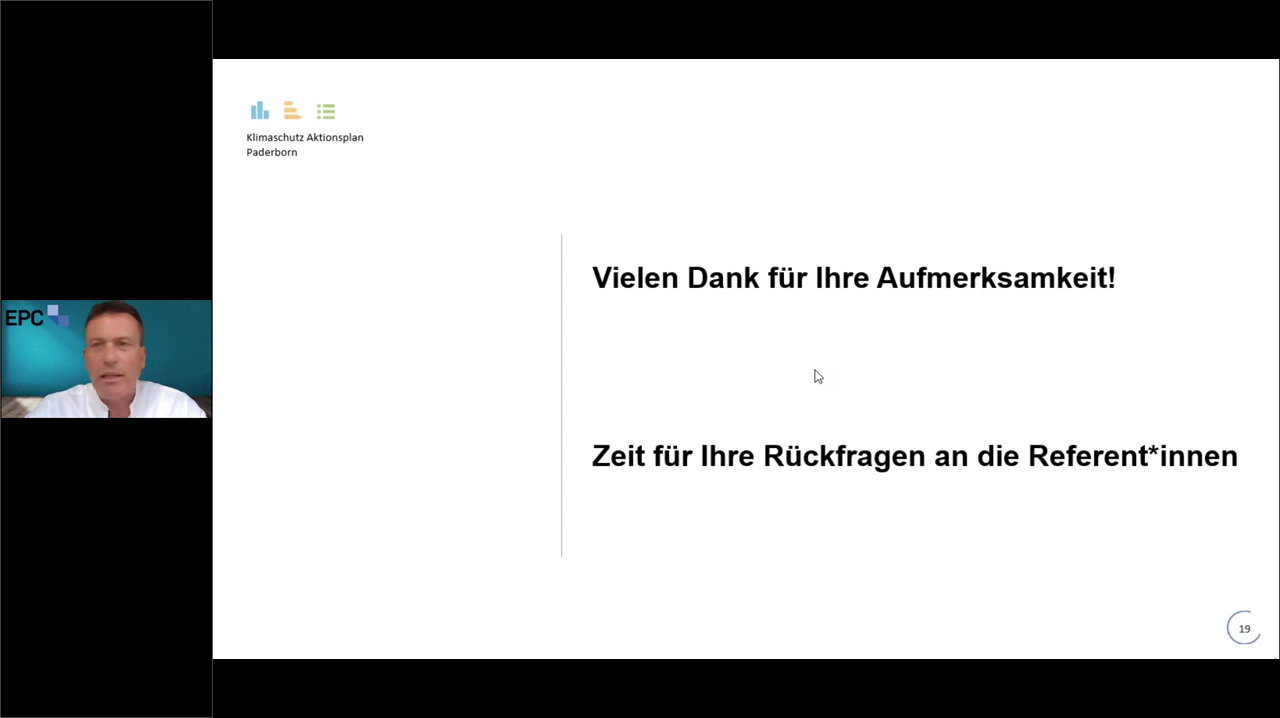 Klimaschutz Aktionsplan
Paderborn
EPC
Vielen Dank für Ihre Aufmerksamkeit!
Zeit für Ihre Rückfragen an die Referent*innen
19